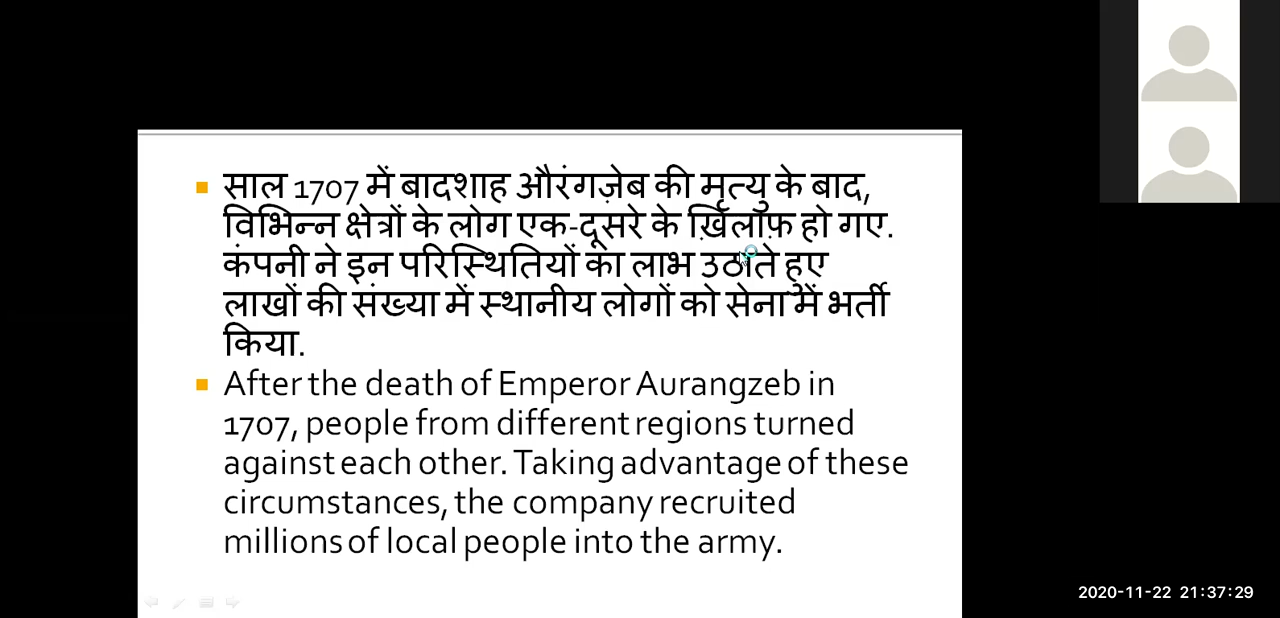 साल 1707 में बादशाह औरंगज़ेब की मृत्यु के बाद,
विभिन्न क्षेत्रों के लोग एक-दूसरे के ख़िलाफ़ हो गए.
कंपनी ने इन परिस्थितियों का लाभ उठाते हुए
लाखों की संख्या में स्थानीय लोगों को सेना में भर्ती
किया.
After the death of Emperor Aurangzeb in
1707, people from different regions turned
against each other. Taking advantage of these
circumstances, the company recruited
millions of local people into the army.
2020-11-22 21:37:29